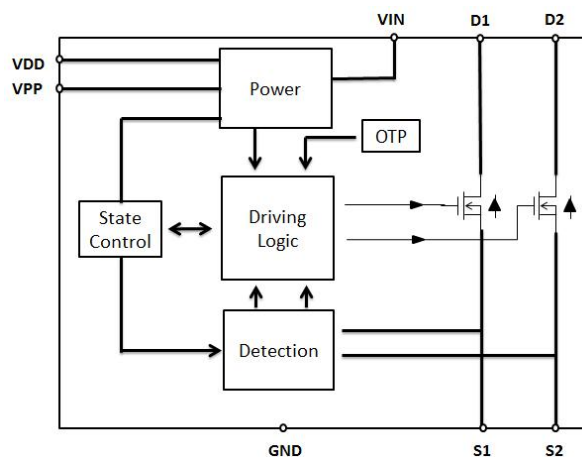 VIN
D1
D2
VDD
VPP
Power
OTP
State
Control
Driving
Logic
Detection
GND
S1
S2